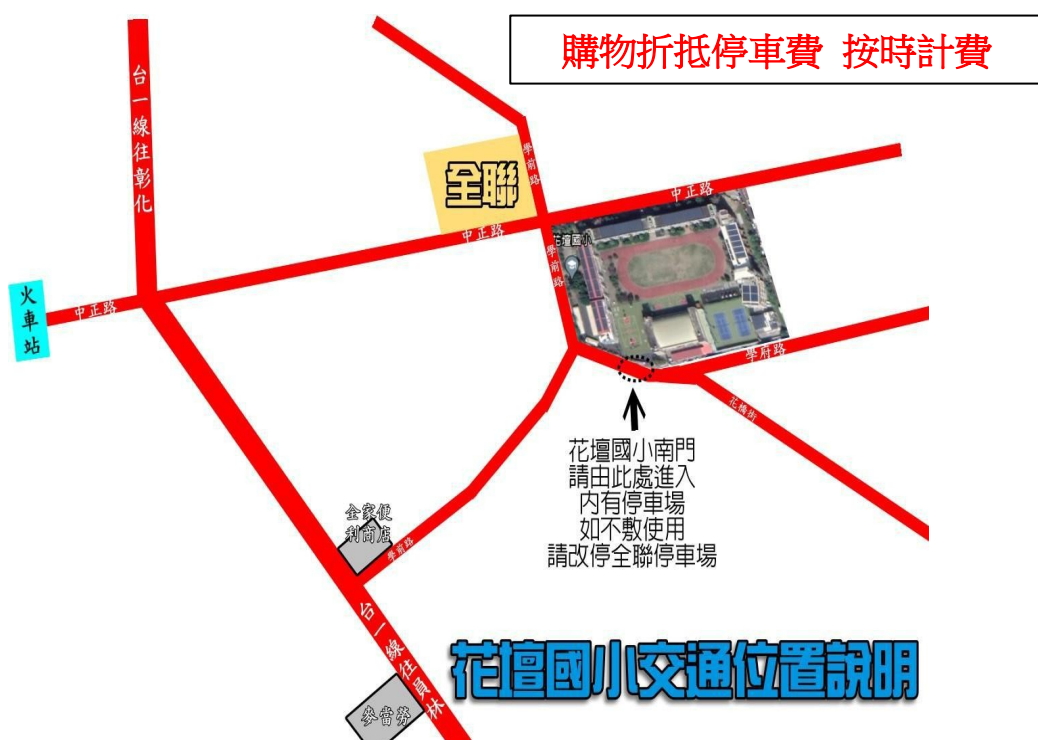 購物折抵停車費 按時計費
台一線往彰化
學前路
全聯
中正路
中正路
花壇國小
學前路
火車站
中正路
學府路
花橋街
花壇國小南門
請由此處進入
內有停車場
如不敷使用
請改停全聯停車場
全家便
利商店
學前路
台一線往員林
花壇國小交通位置說明
麥當勞